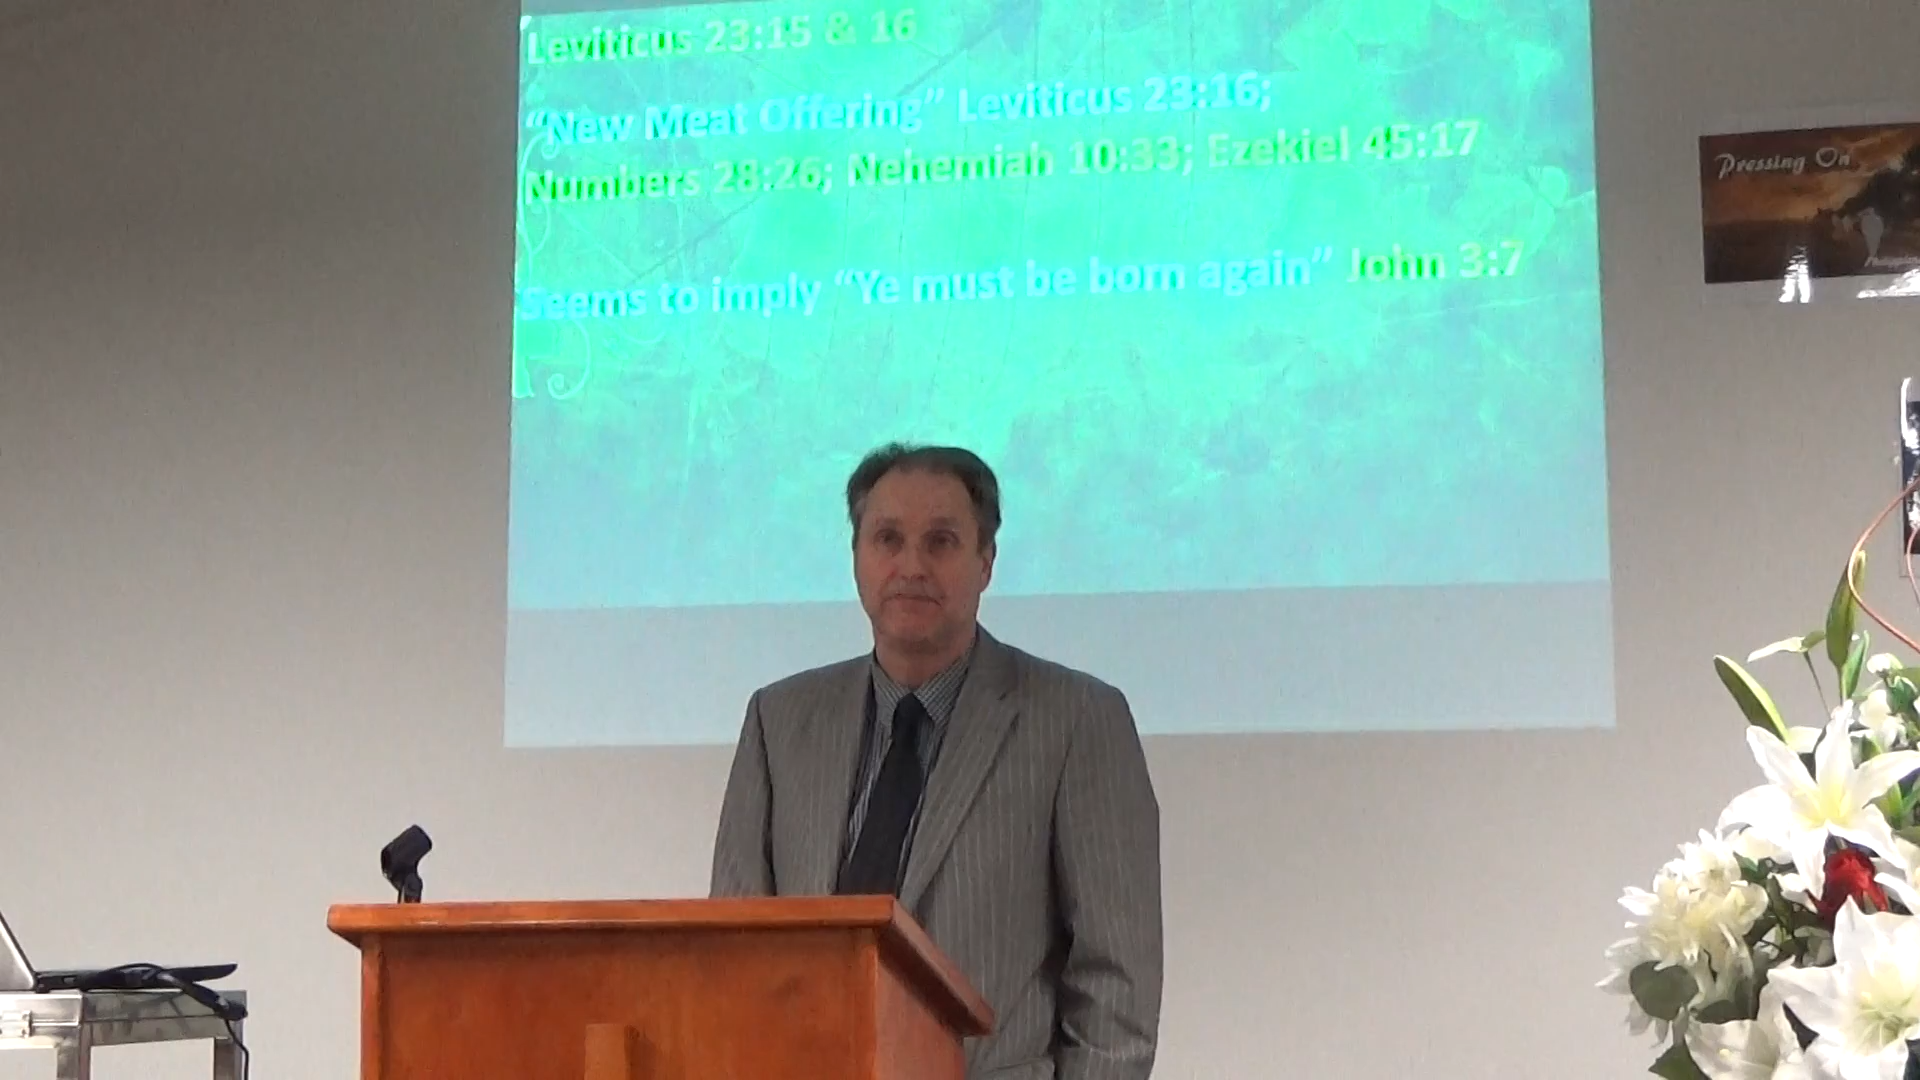 Leviticus 23:15 & 16
“New Meat Offering” Leviticus 23:16;
Numbers 28:26; Nehemiah 10:33; Ezekiel 45:17
Seems to imply “Ye must be born again” John 3:7
Pressing On